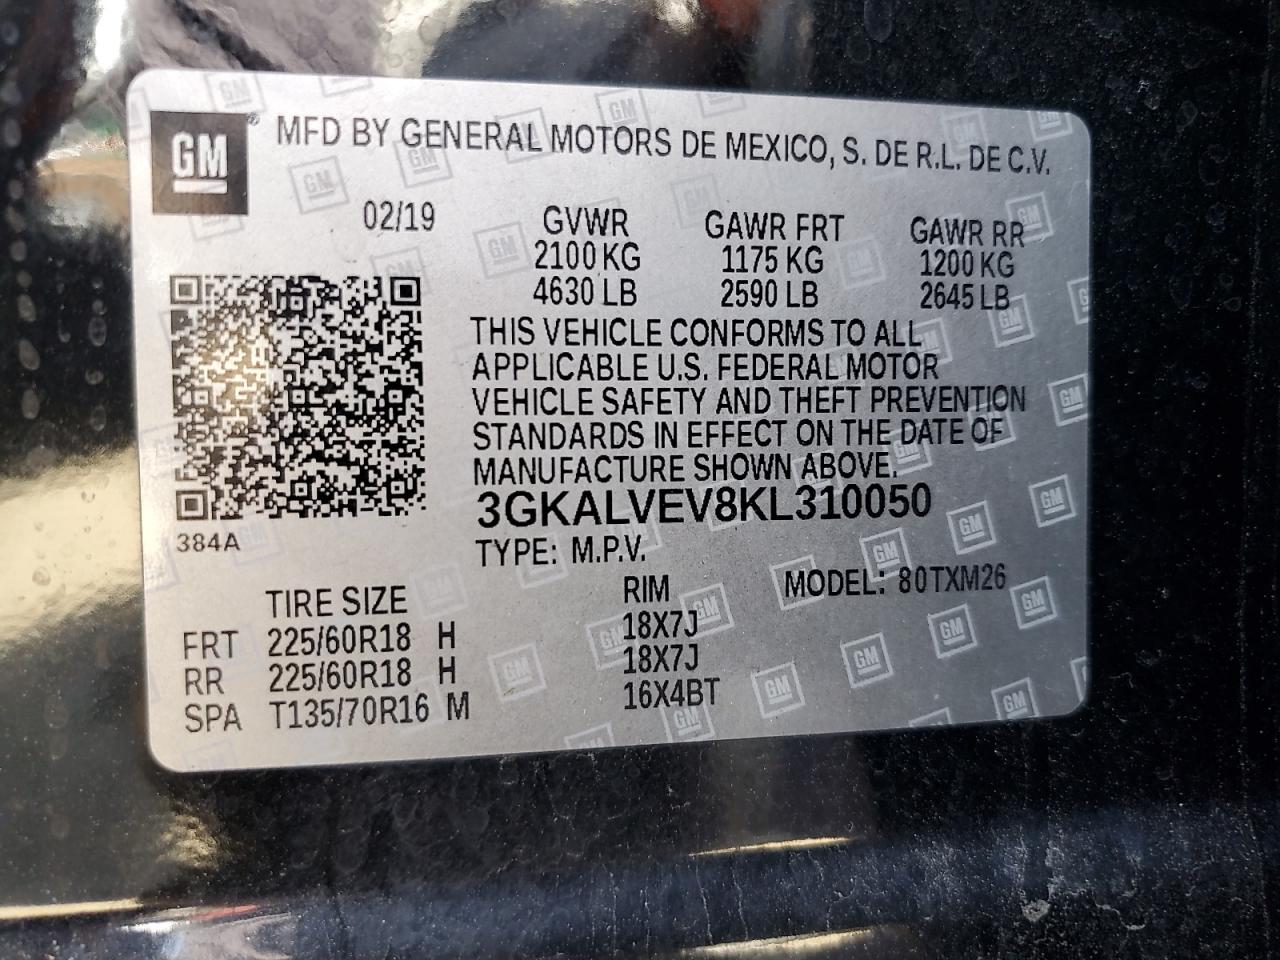 GM® MFD BY GENERAL MOTORS DE MEXICO, S. DE R.L. DE C.V.
02/19 GVWR GAWR FRT GAWR RR
2100 KG 1175 KG 1200 KG
4630 LB 2590 LB 2645 LB
THIS VEHICLE CONFORMS TO ALL
APPLICABLE U.S. FEDERAL MOTOR
VEHICLE SAFETY AND THEFT PREVENTION
STANDARDS IN EFFECT ON THE DATE OF
MANUFACTURE SHOWN ABOVE.
3GKALVEV8KL310050
384A
TYPE: M.P.V. MODEL: 80TXM26
TIRE SIZE RIM
FRT 225/60R18 H 18X7J
RR 225/60R18 H 18X7J
SPA T135/70R16 M 16X4BT